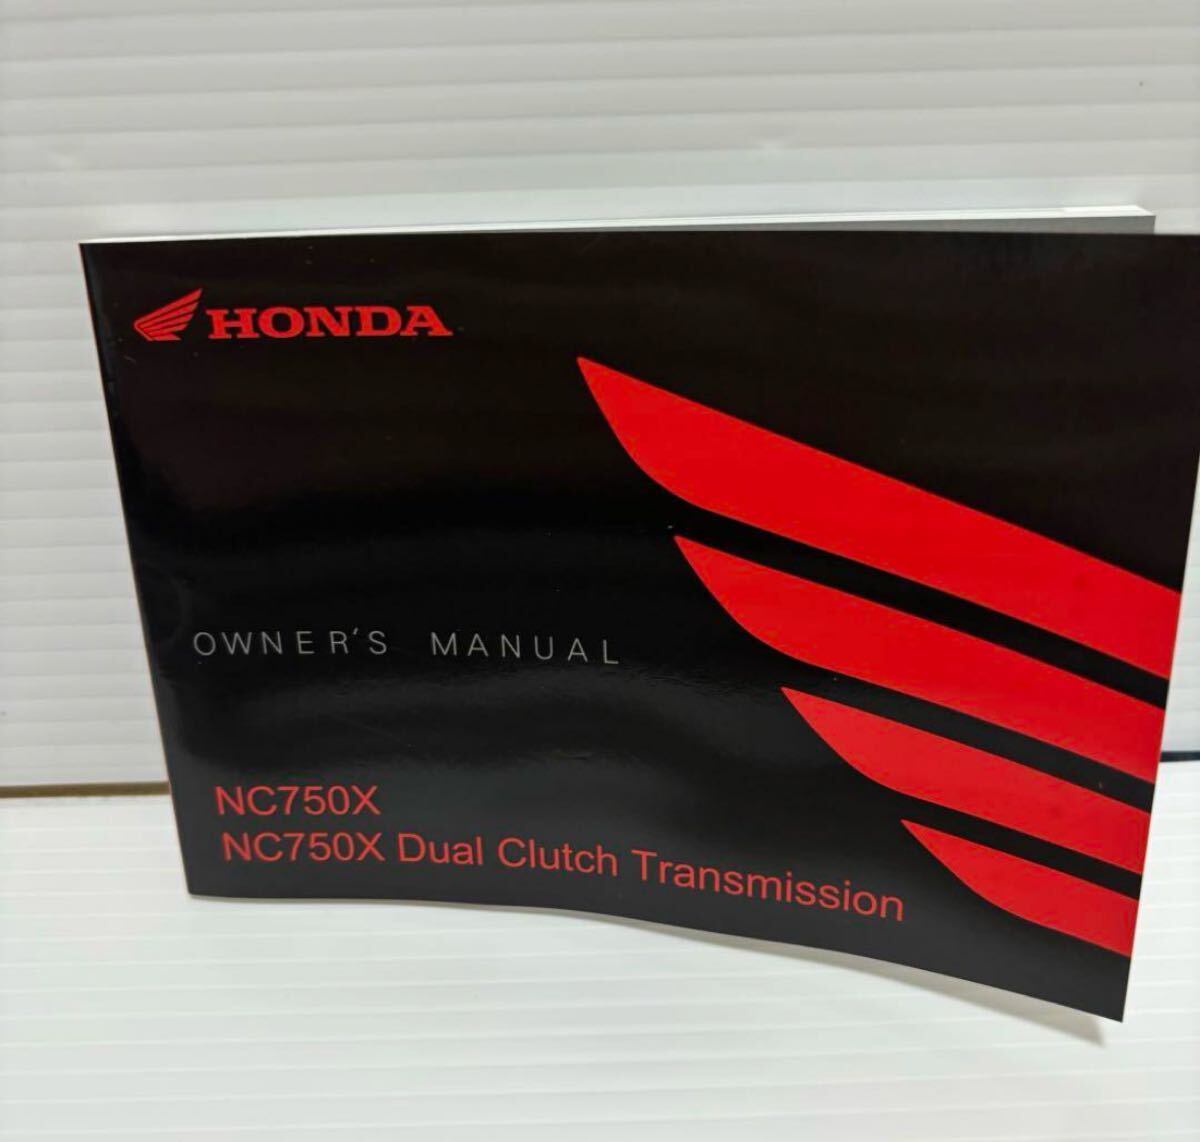 HONDA
OWNER'S MANUAL
NC750X
NC750X Dual Clutch Transmission